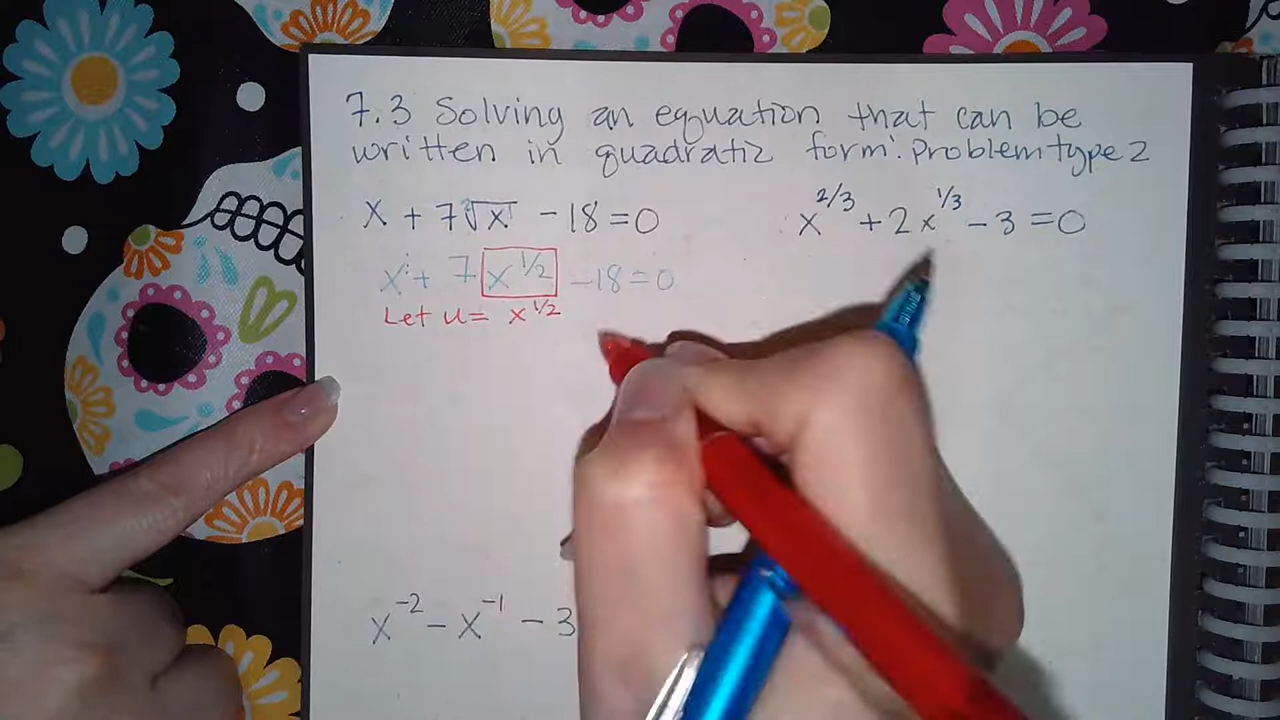 7.3 Solving an equation that can be
written in quadratic form: Problem type 2
x + 7√x - 18 = 0
x^{2/3} + 2x^{1/3} - 3 = 0
x¹ + 7 x^{1/2} - 18 = 0
Let u = x^{1/2}
x^{-2} - x^{-1} - 3